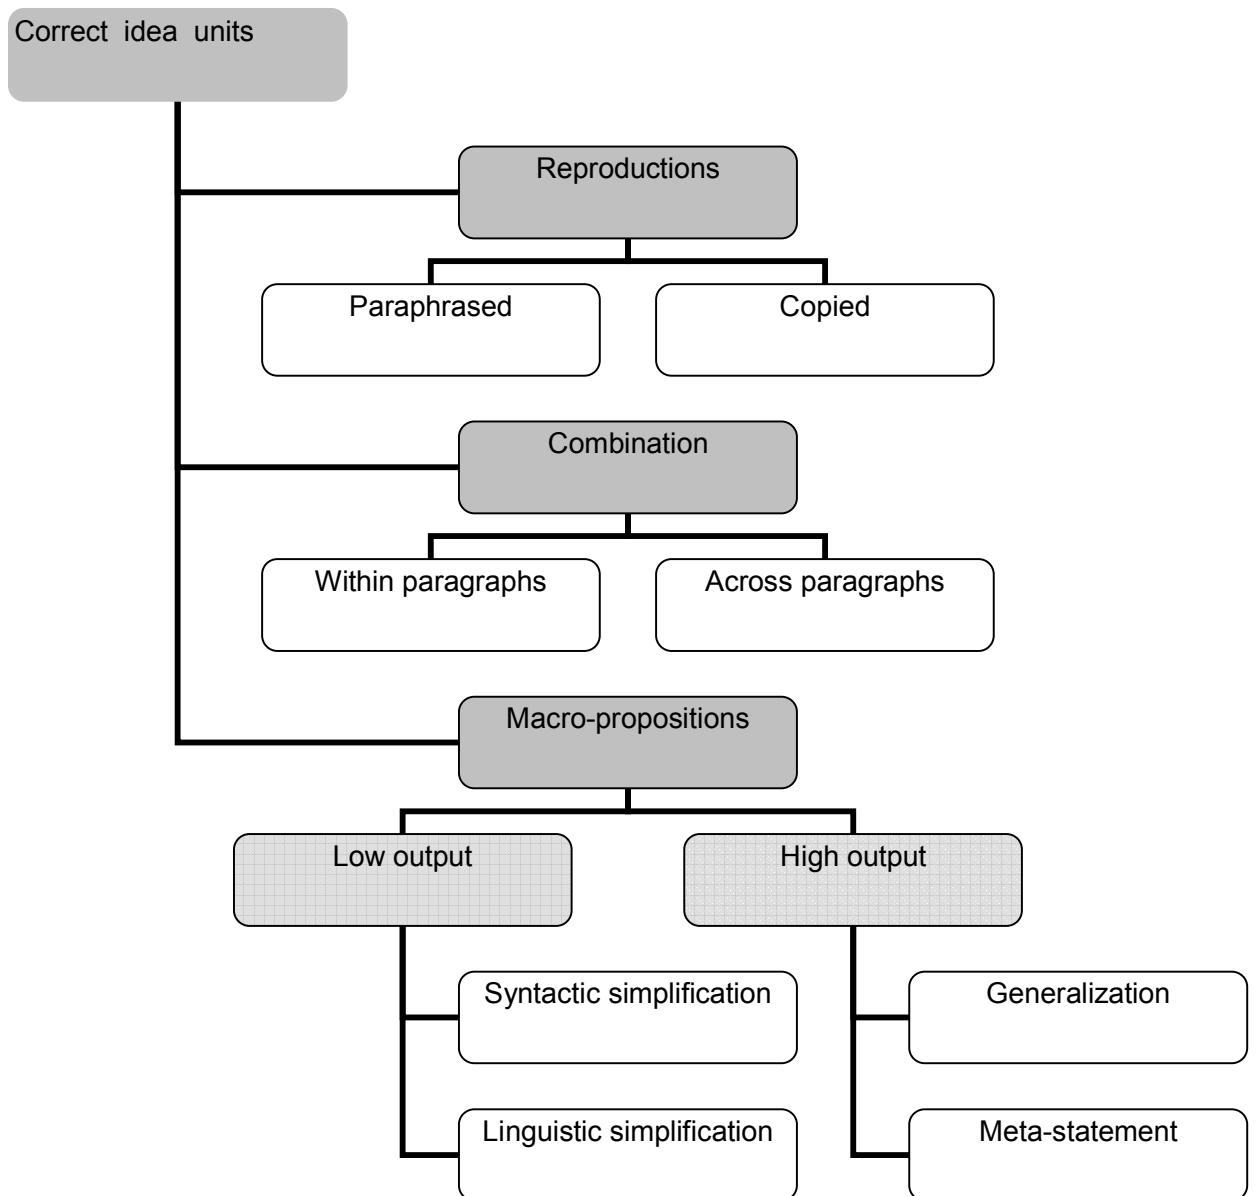 Correct idea units
Reproductions
Paraphrased
Copied
Combination
Within paragraphs
Across paragraphs
Macro-propositions
Low output
High output
Syntactic simplification
Generalization
Linguistic simplification
Meta-statement